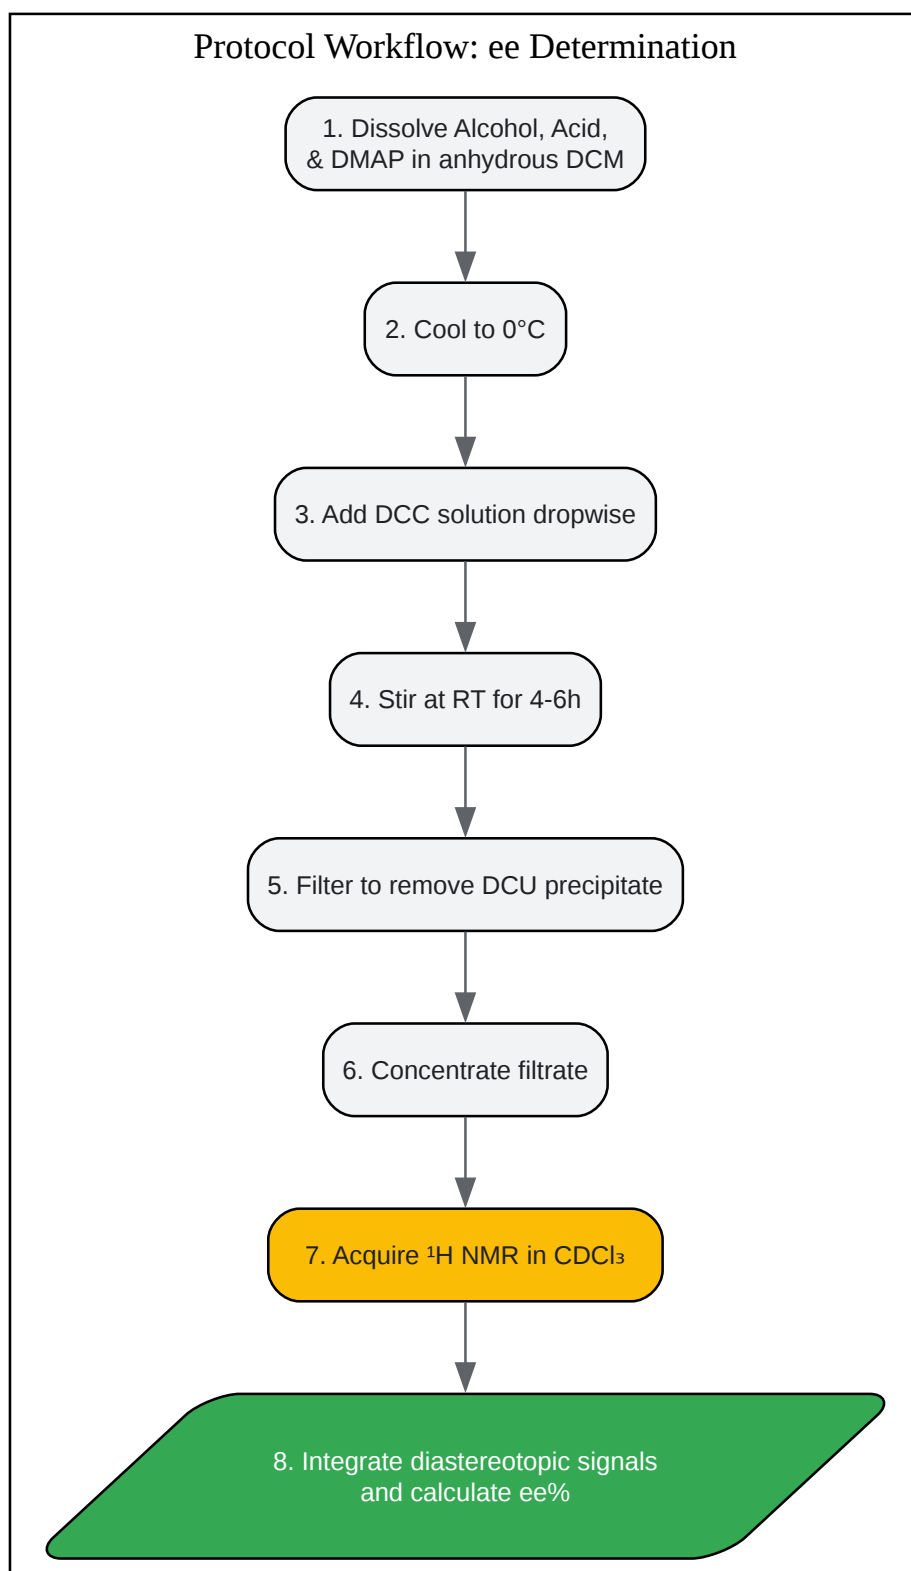 Protocol Workflow: ee Determination
1. Dissolve Alcohol, Acid,
& DMAP in anhydrous DCM
2. Cool to 0°C
3. Add DCC solution dropwise
4. Stir at RT for 4-6h
5. Filter to remove DCU precipitate
6. Concentrate filtrate
7. Acquire ¹H NMR in CDCl₃
8. Integrate diastereotopic signals
and calculate ee%